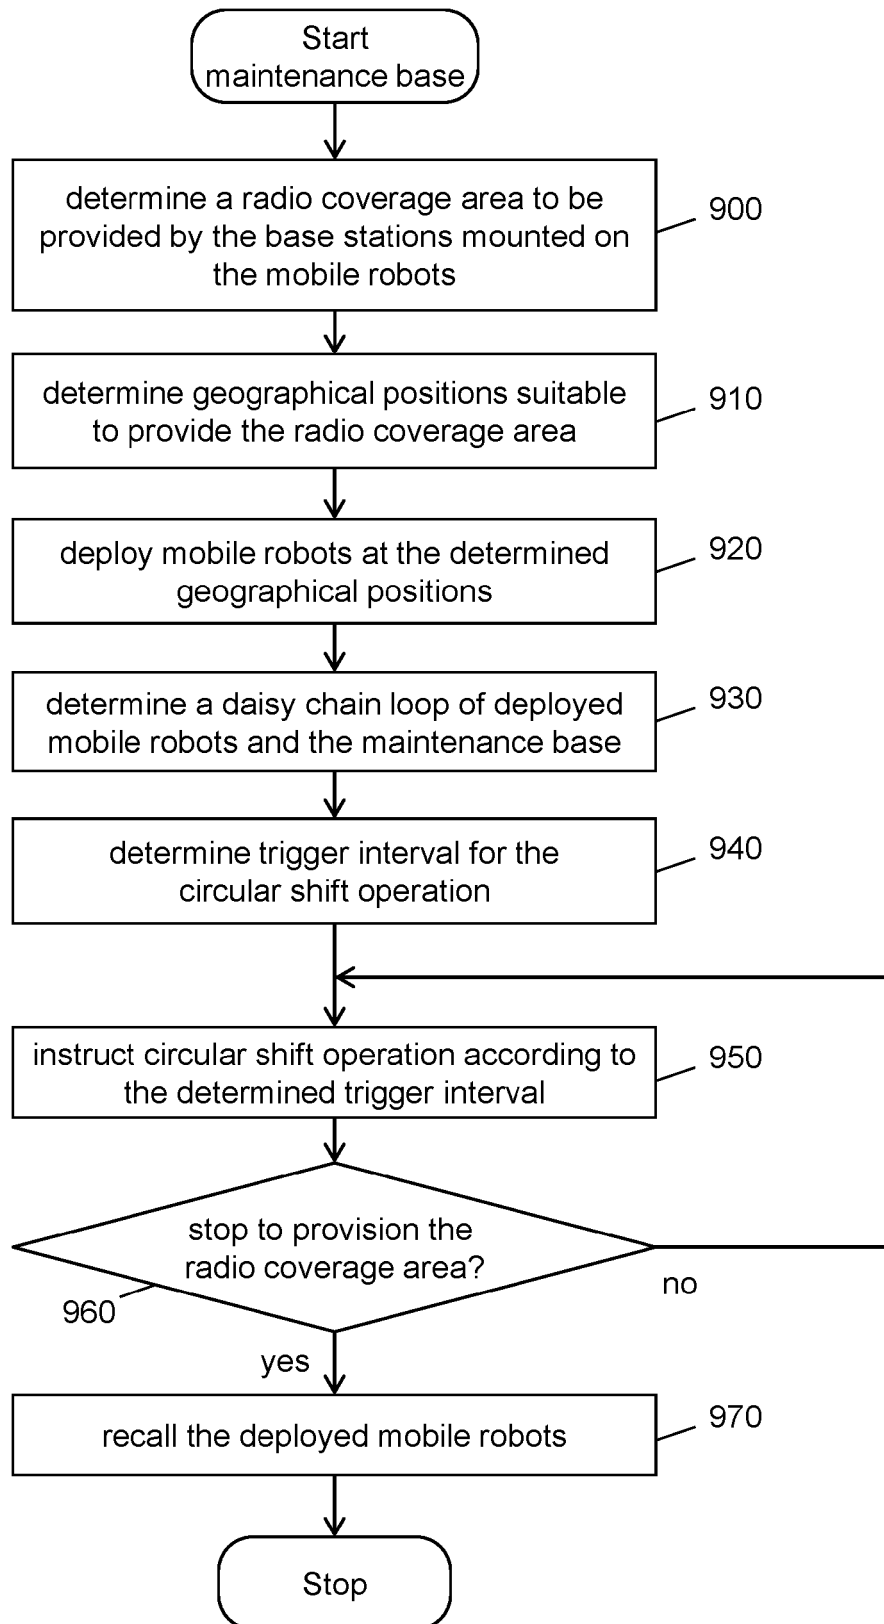 Start
maintenance base
determine a radio coverage area to be
provided by the base stations mounted on
the mobile robots
900
determine geographical positions suitable
to provide the radio coverage area
910
deploy mobile robots at the determined
geographical positions
920
determine a daisy chain loop of deployed
mobile robots and the maintenance base
930
determine trigger interval for the
circular shift operation
940
instruct circular shift operation according to
the determined trigger interval
950
stop to provision the
radio coverage area?
960
no
yes
recall the deployed mobile robots
970
Stop